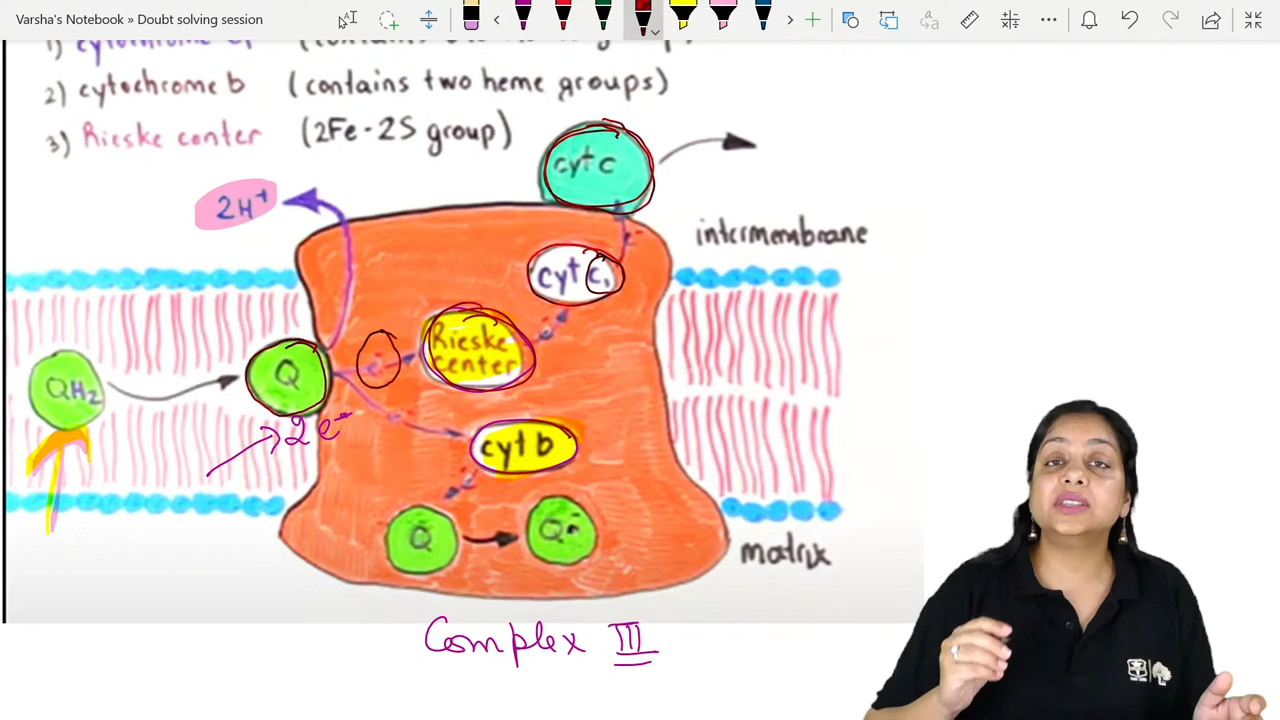 Varsha's Notebook » Doubt solving session
2) cytochrome b (contains two heme groups)
3) Rieske center (2Fe-2S group)
cyt c
2H+
e-
intermembrane
cyt c1
Rieske
center
e-
e-
Q
QH2
2e-
e-
cyt b
e-
Q
Q-
matrix
Complex III